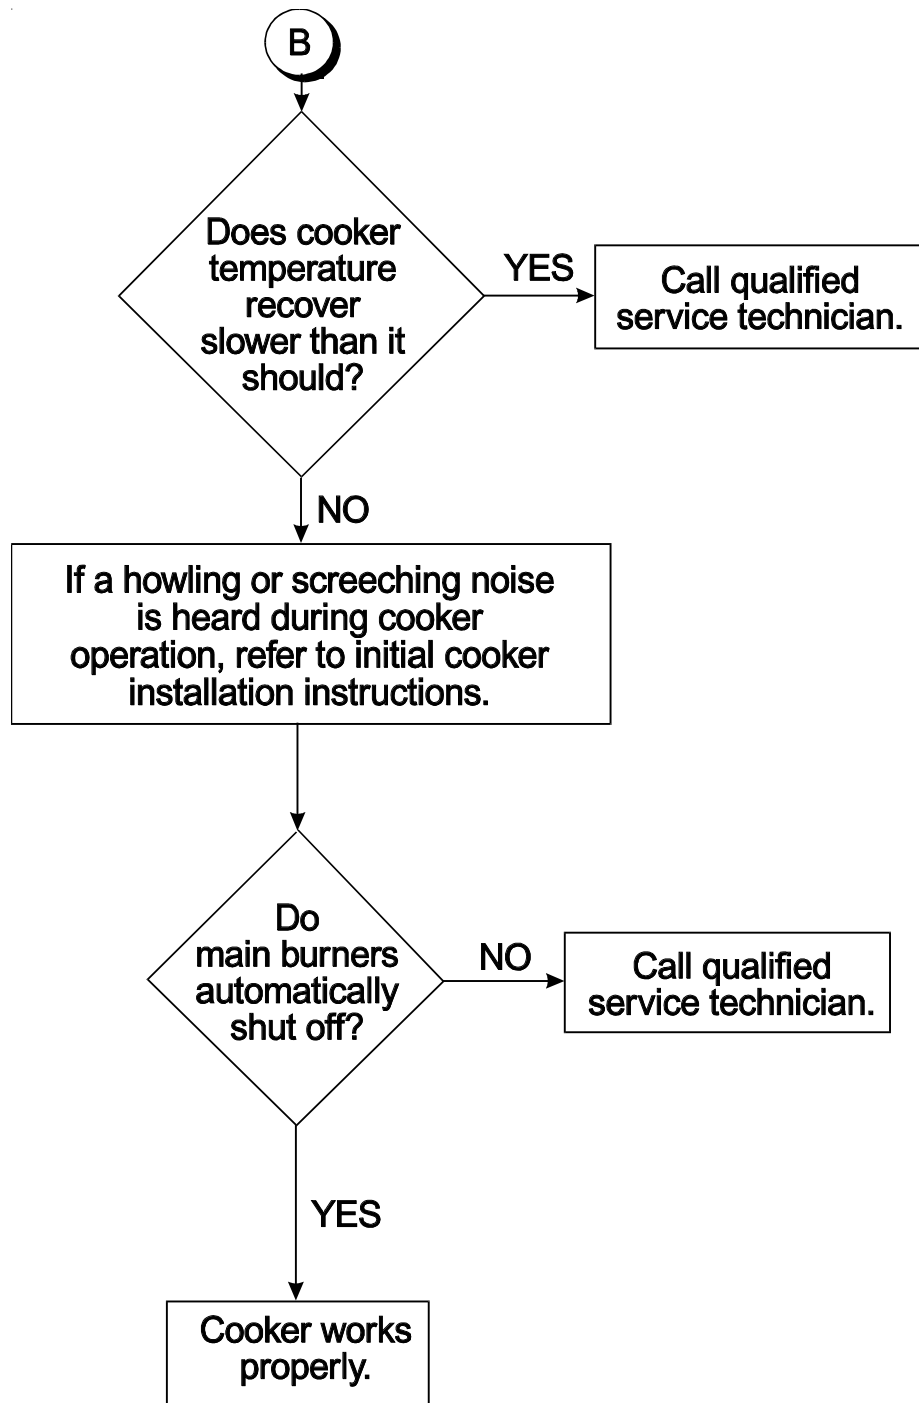 B
Does cooker
temperature
recover
slower than it
should?
YES
Call qualified
service technician.
NO
If a howling or screeching noise
is heard during cooker
operation, refer to initial cooker
installation instructions.
Do
main burners
automatically
shut off?
NO
Call qualified
service technician.
YES
Cooker works
properly.